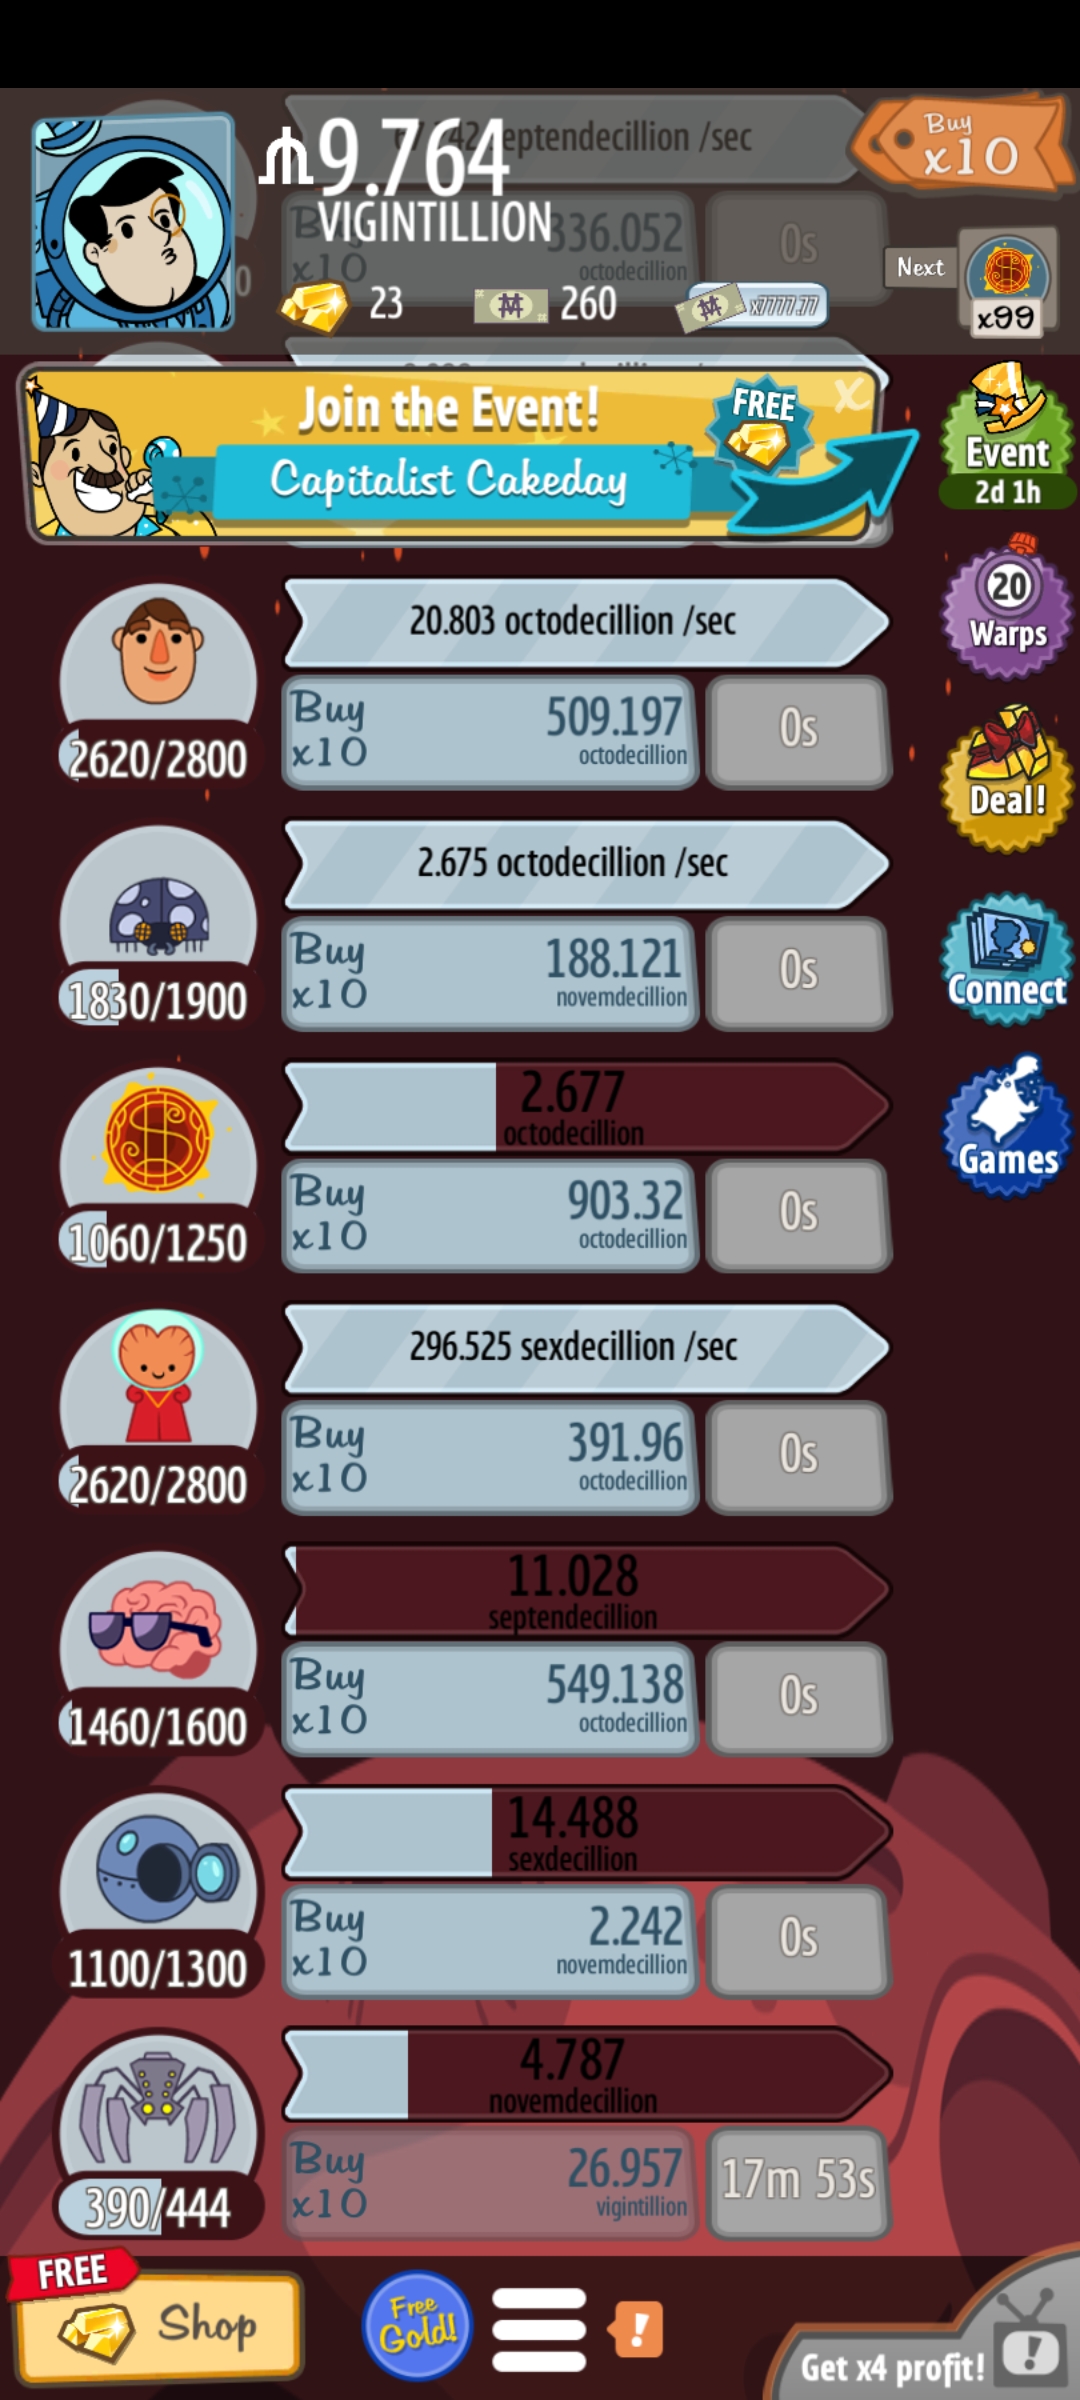 septendecillion /sec
Buy
x10
₼9.764
VIGINTILLION
Buy
x10
336.052
octodecillion
0s
Next
x99
23
260
x7777.77
Join the Event!
Capitalist Cakeday
FREE
x
Event
2d 1h
20.803 octodecillion /sec
Buy
x10
509.197
octodecillion
0s
2620/2800
20
Warps
Deal!
2.675 octodecillion /sec
Buy
x10
188.121
novemdecillion
0s
1830/1900
Connect
2.677
octodecillion
Buy
x10
903.32
octodecillion
0s
1060/1250
Games
296.525 sexdecillion /sec
Buy
x10
391.96
octodecillion
0s
2620/2800
11.028
septendecillion
Buy
x10
549.138
octodecillion
0s
1460/1600
14.488
sexdecillion
Buy
x10
2.242
novemdecillion
0s
1100/1300
4.787
novemdecillion
Buy
x10
26.957
vigintillion
17m 53s
390/444
FREE
Shop
Free
Gold!
!
Get x4 profit!
!